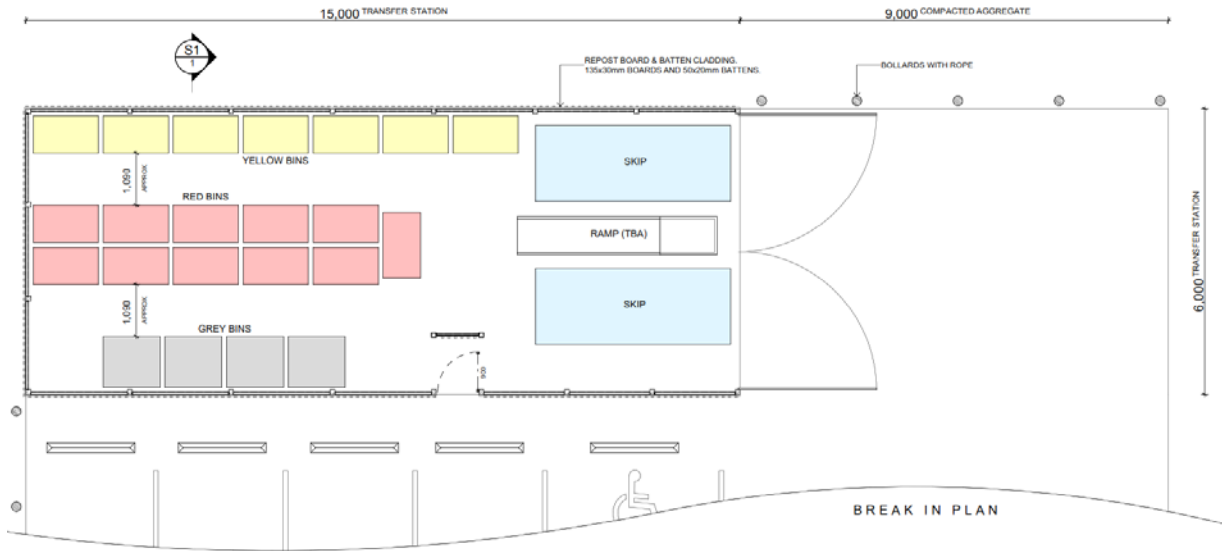 15,000 TRANSFER STATION
9,000 COMPACTED AGGREGATE
S1
1
REPOST BOARD & BATTEN CLADDING.
135x30mm BOARDS AND 50x20mm BATTENS.
BOLLARDS WITH ROPE
YELLOW BINS
SKIP
1,090 APPROX
RED BINS
RAMP (TBA)
6,000 TRANSFER STATION
1,090 APPROX
SKIP
GREY BINS
900
BREAK IN PLAN